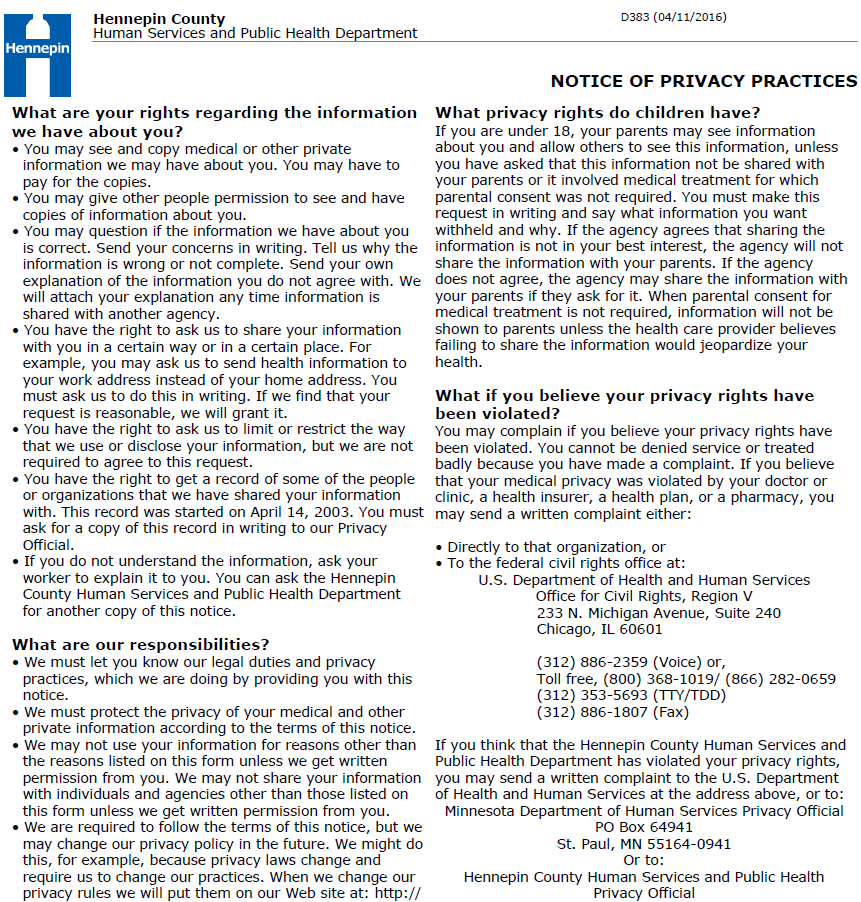 Hennepin County
Human Services and Public Health Department
D383 (04/11/2016)
Hennepin
NOTICE OF PRIVACY PRACTICES
What are your rights regarding the information
we have about you?
• You may see and copy medical or other private
information we may have about you. You may have to
pay for the copies.
• You may give other people permission to see and have
copies of information about you.
• You may question if the information we have about you
is correct. Send your concerns in writing. Tell us why the
information is wrong or not complete. Send your own
explanation of the information you do not agree with. We
will attach your explanation any time information is
shared with another agency.
• You have the right to ask us to share your information
with you in a certain way or in a certain place. For
example, you may ask us to send health information to
your work address instead of your home address. You
must ask us to do this in writing. If we find that your
request is reasonable, we will grant it.
• You have the right to ask us to limit or restrict the way
that we use or disclose your information, but we are not
required to agree to this request.
• You have the right to get a record of some of the people
or organizations that we have shared your information
with. This record was started on April 14, 2003. You must
ask for a copy of this record in writing to our Privacy
Official.
• If you do not understand the information, ask your
worker to explain it to you. You can ask the Hennepin
County Human Services and Public Health Department
for another copy of this notice.
What are our responsibilities?
• We must let you know our legal duties and privacy
practices, which we are doing by providing you with this
notice.
• We must protect the privacy of your medical and other
private information according to the terms of this notice.
• We may not use your information for reasons other than
the reasons listed on this form unless we get written
permission from you. We may not share your information
with individuals and agencies other than those listed on
this form unless we get written permission from you.
• We are required to follow the terms of this notice, but we
may change our privacy policy in the future. We might do
this, for example, because privacy laws change and
require us to change our practices. When we change our
privacy rules we will put them on our Web site at: http://
What privacy rights do children have?
If you are under 18, your parents may see information
about you and allow others to see this information, unless
you have asked that this information not be shared with
your parents or it involved medical treatment for which
parental consent was not required. You must make this
request in writing and say what information you want
withheld and why. If the agency agrees that sharing the
information is not in your best interest, the agency will not
share the information with your parents. If the agency
does not agree, the agency may share the information with
your parents if they ask for it. When parental consent for
medical treatment is not required, information will not be
shown to parents unless the health care provider believes
failing to share the information would jeopardize your
health.
What if you believe your privacy rights have
been violated?
You may complain if you believe your privacy rights have
been violated. You cannot be denied service or treated
badly because you have made a complaint. If you believe
that your medical privacy was violated by your doctor or
clinic, a health insurer, a health plan, or a pharmacy, you
may send a written complaint either:
• Directly to that organization, or
• To the federal civil rights office at:
U.S. Department of Health and Human Services
Office for Civil Rights, Region V
233 N. Michigan Avenue, Suite 240
Chicago, IL 60601
(312) 886-2359 (Voice) or,
Toll free, (800) 368-1019/ (866) 282-0659
(312) 353-5693 (TTY/TDD)
(312) 886-1807 (Fax)
If you think that the Hennepin County Human Services and
Public Health Department has violated your privacy rights,
you may send a written complaint to the U.S. Department
of Health and Human Services at the address above, or to:
Minnesota Department of Human Services Privacy Official
PO Box 64941
St. Paul, MN 55164-0941
Or to:
Hennepin County Human Services and Public Health
Privacy Official